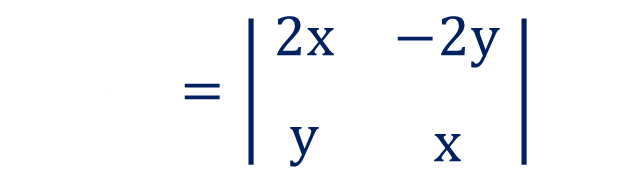 = | 2x −2y |
| y x |